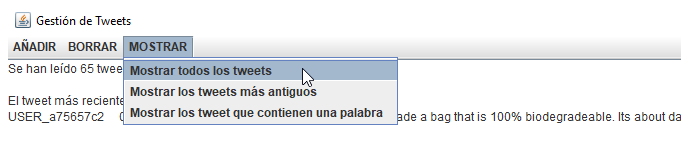 Gestión de Tweets
AÑADIR BORRAR MOSTRAR
Se han leído 65 twee
Mostrar todos los tweets
Mostrar los tweets más antiguos
Mostrar los tweet que contienen una palabra
El tweet más reciente
USER_a75657c2 ade a bag that is 100% biodegradeable. Its about da